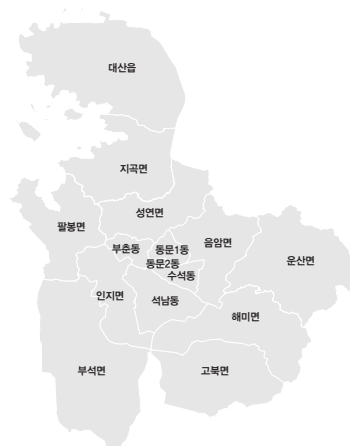 대산읍
지곡면
성연면
팔봉면
부춘동
동문1동
음암면
운산면
동문2동
수석동
인지면
석남동
해미면
부석면
고북면